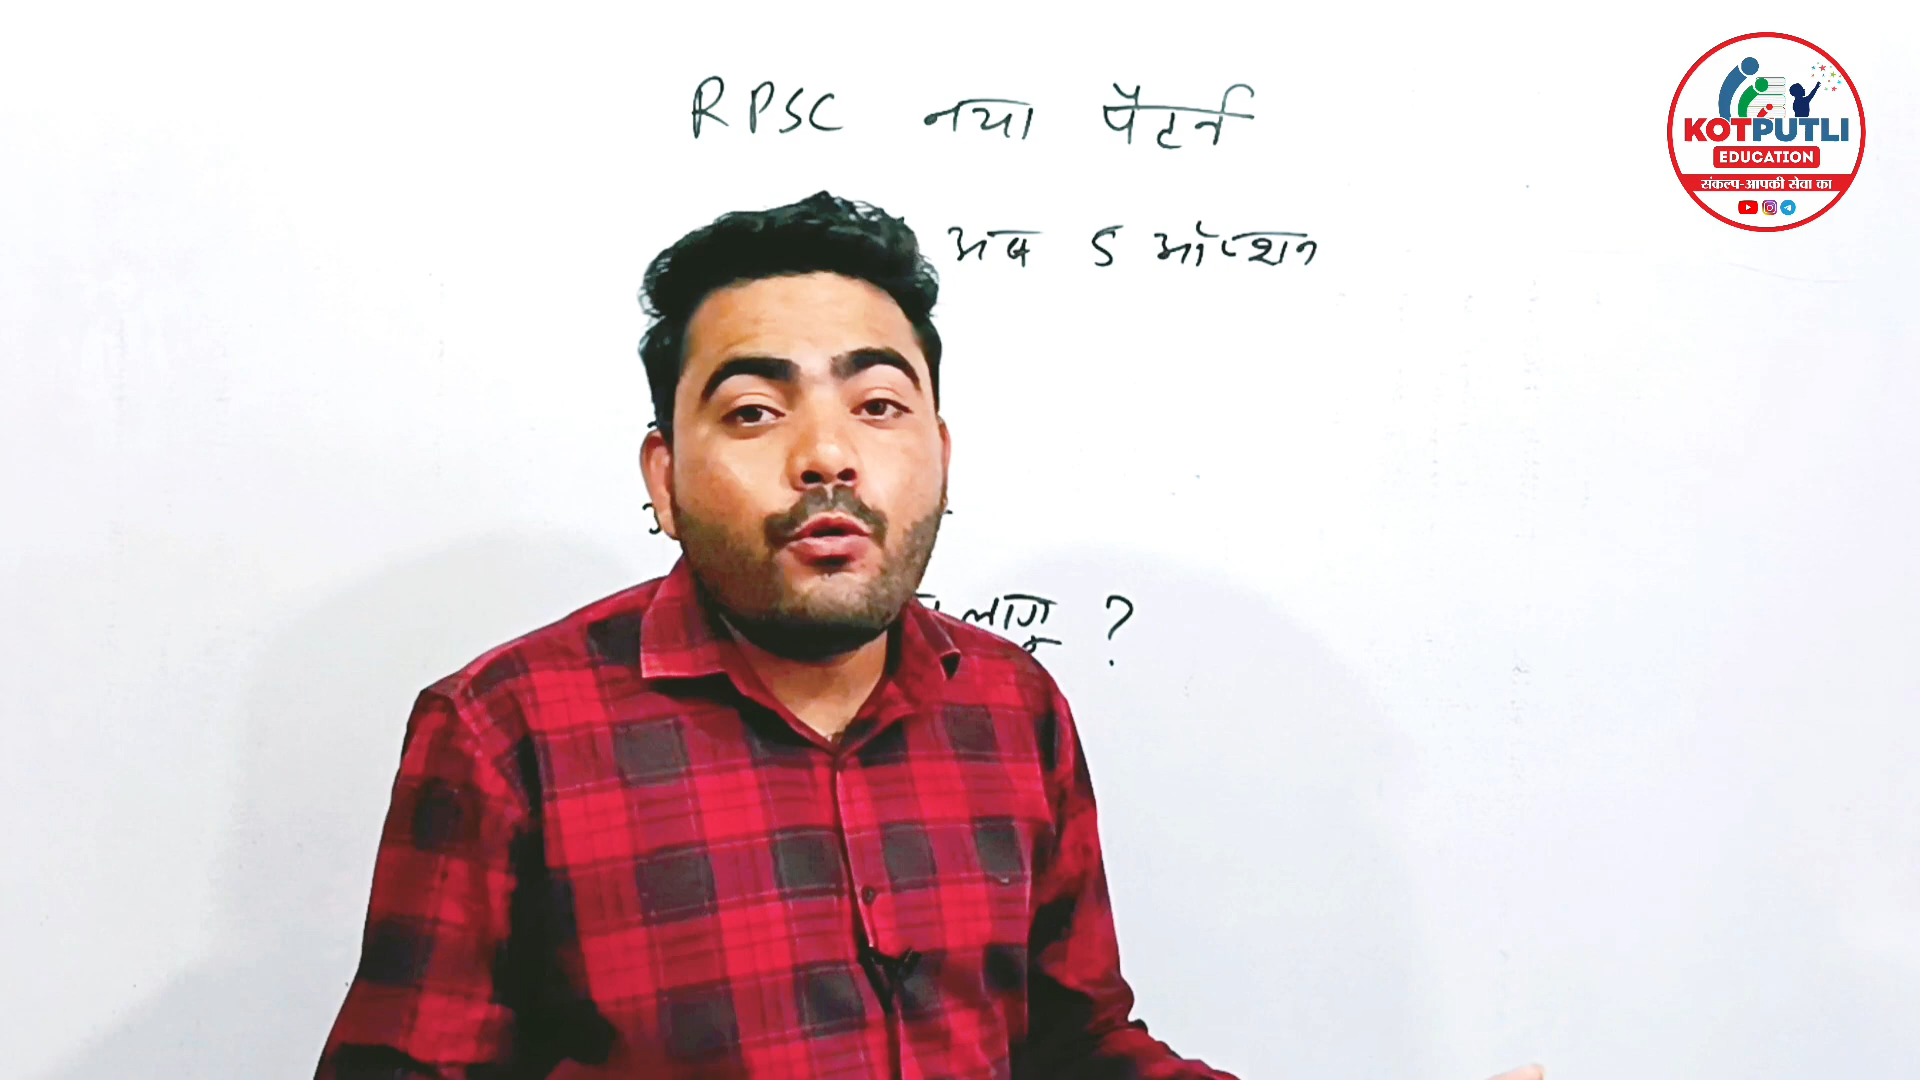 RPSC नया पैटर्न
अब 5 ऑप्शन
लागू ?
KOTPUTLI
EDUCATION
संकल्प-आपकी सेवा का